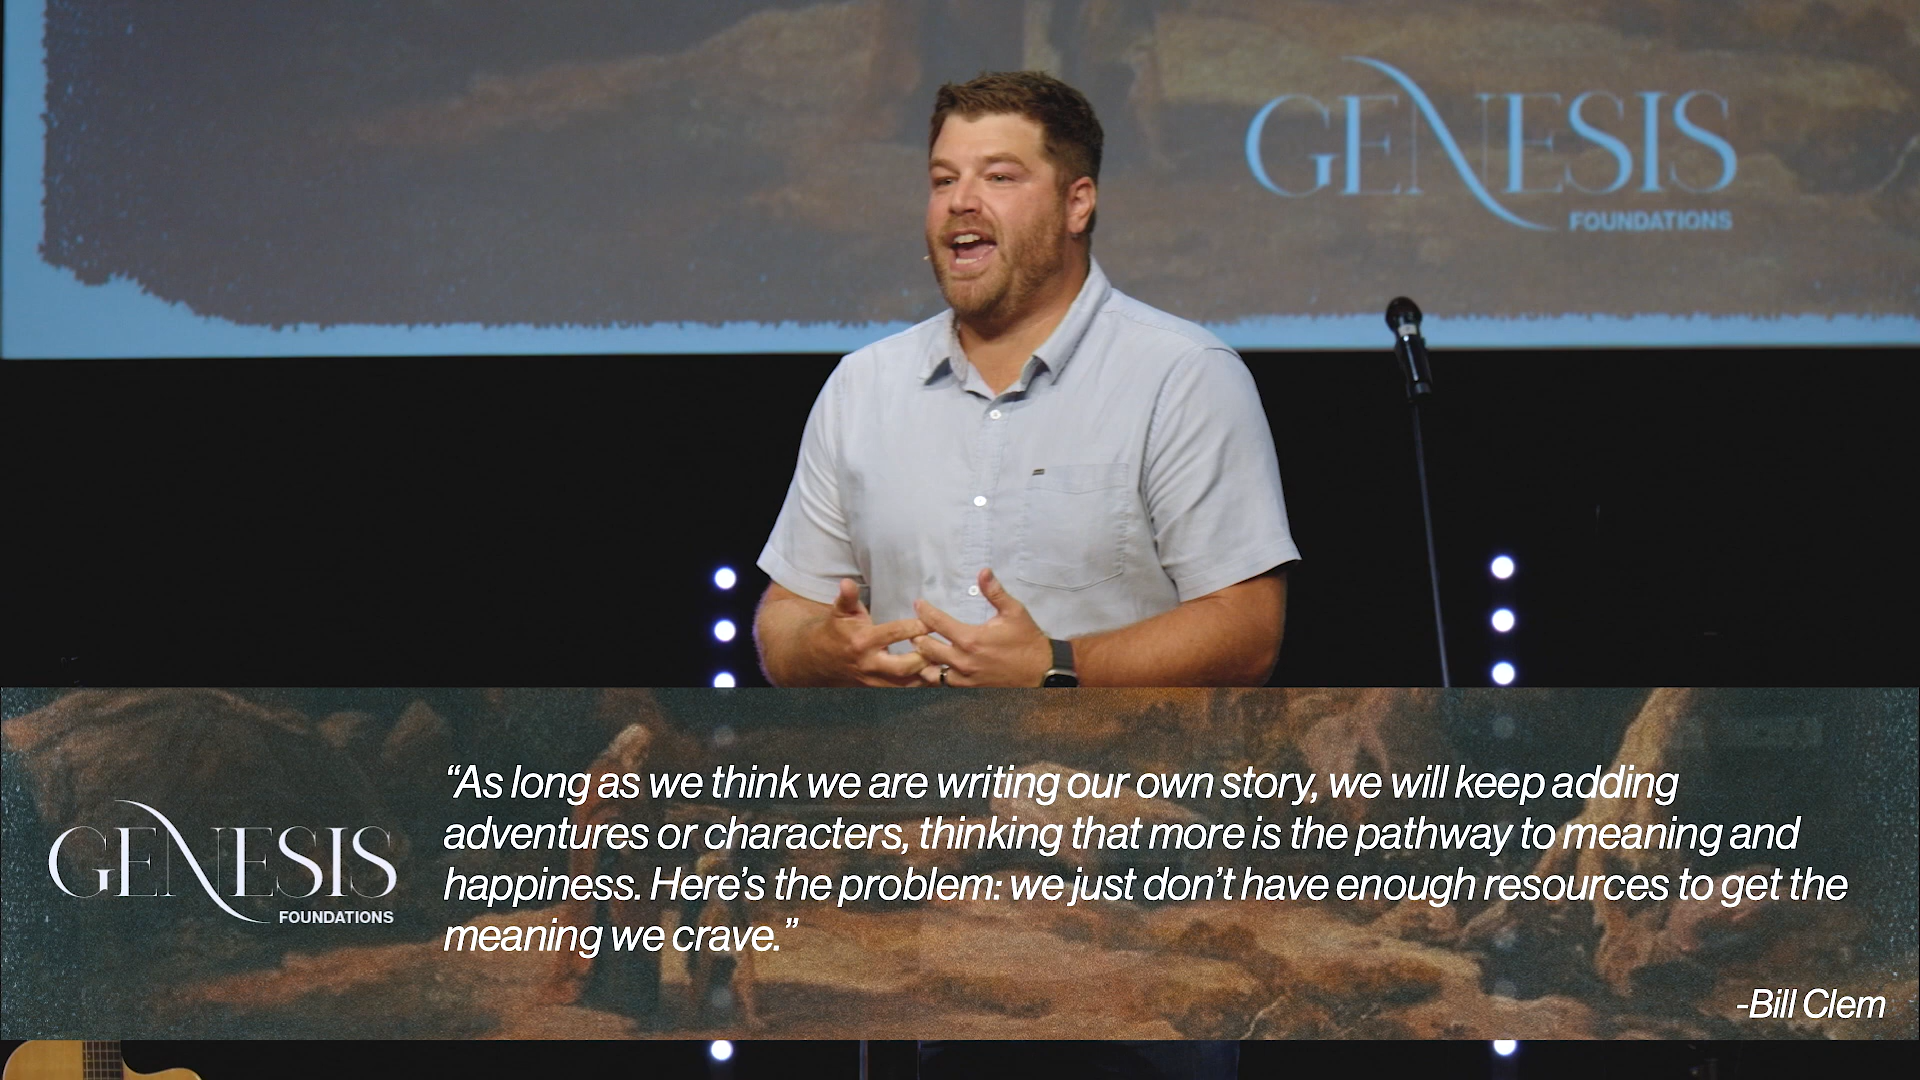 GENESIS
FOUNDATIONS
GENESIS
FOUNDATIONS
“As long as we think we are writing our own story, we will keep adding
adventures or characters, thinking that more is the pathway to meaning and
happiness. Here’s the problem: we just don’t have enough resources to get the
meaning we crave.”
-Bill Clem